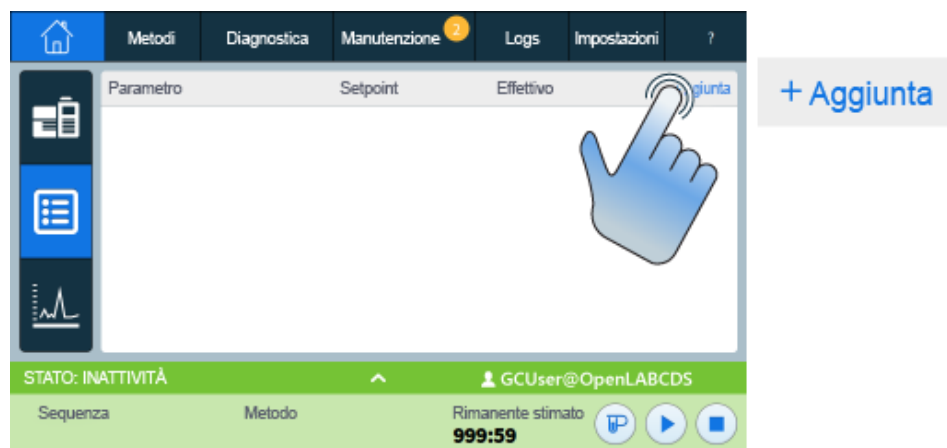 Metodi Diagnostica Manutenzione 2 Logs Impostazioni ?
Parametro Setpoint Effettivo giunta
+ Aggiunta
STATO: INATTIVITÀ GCUser@OpenLABCDS
Sequenza Metodo Rimanente stimato
999:59